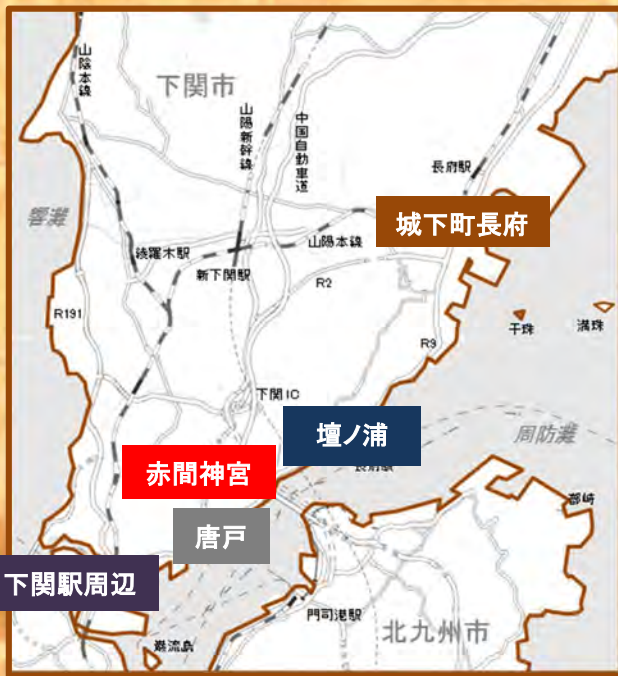 山陰本線
下関市
山陽新幹線
中国自動車道
長府駅
響灘
城下町長府
綾羅木駅
山陽本線
新下関駅
R2
R191
干珠
満珠
R9
下関IC
壇ノ浦
周防灘
赤間神宮
唐戸
部崎
下関駅周辺
門司港駅
巌流島
北九州市